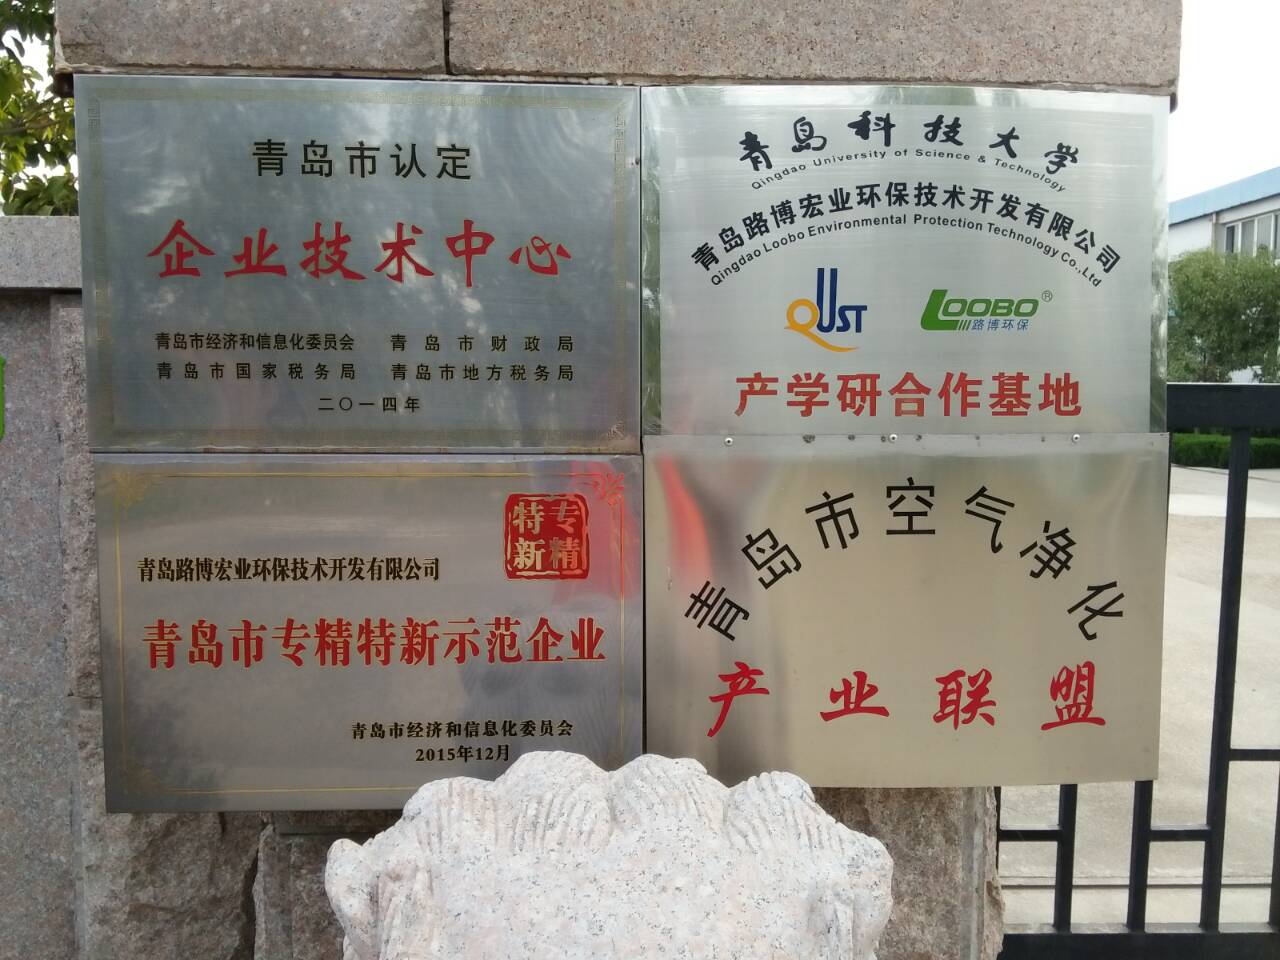 青岛市认定
企业技术中心
青岛市经济和信息化委员会 青岛市财政局
青岛市国家税务局 青岛市地方税务局
二〇一四年
青岛科技大学
Qingdao University of Science & Technology
青岛路博宏业环保技术开发有限公司
Qingdao Loobo Environmental Protection Technology Co.,Ltd
QUST
LOOBO®
路博环保
产学研合作基地
专精特新
青岛路博宏业环保技术开发有限公司
青岛市专精特新示范企业
青岛市经济和信息化委员会
2015年12月
青岛市空气净化
产业联盟